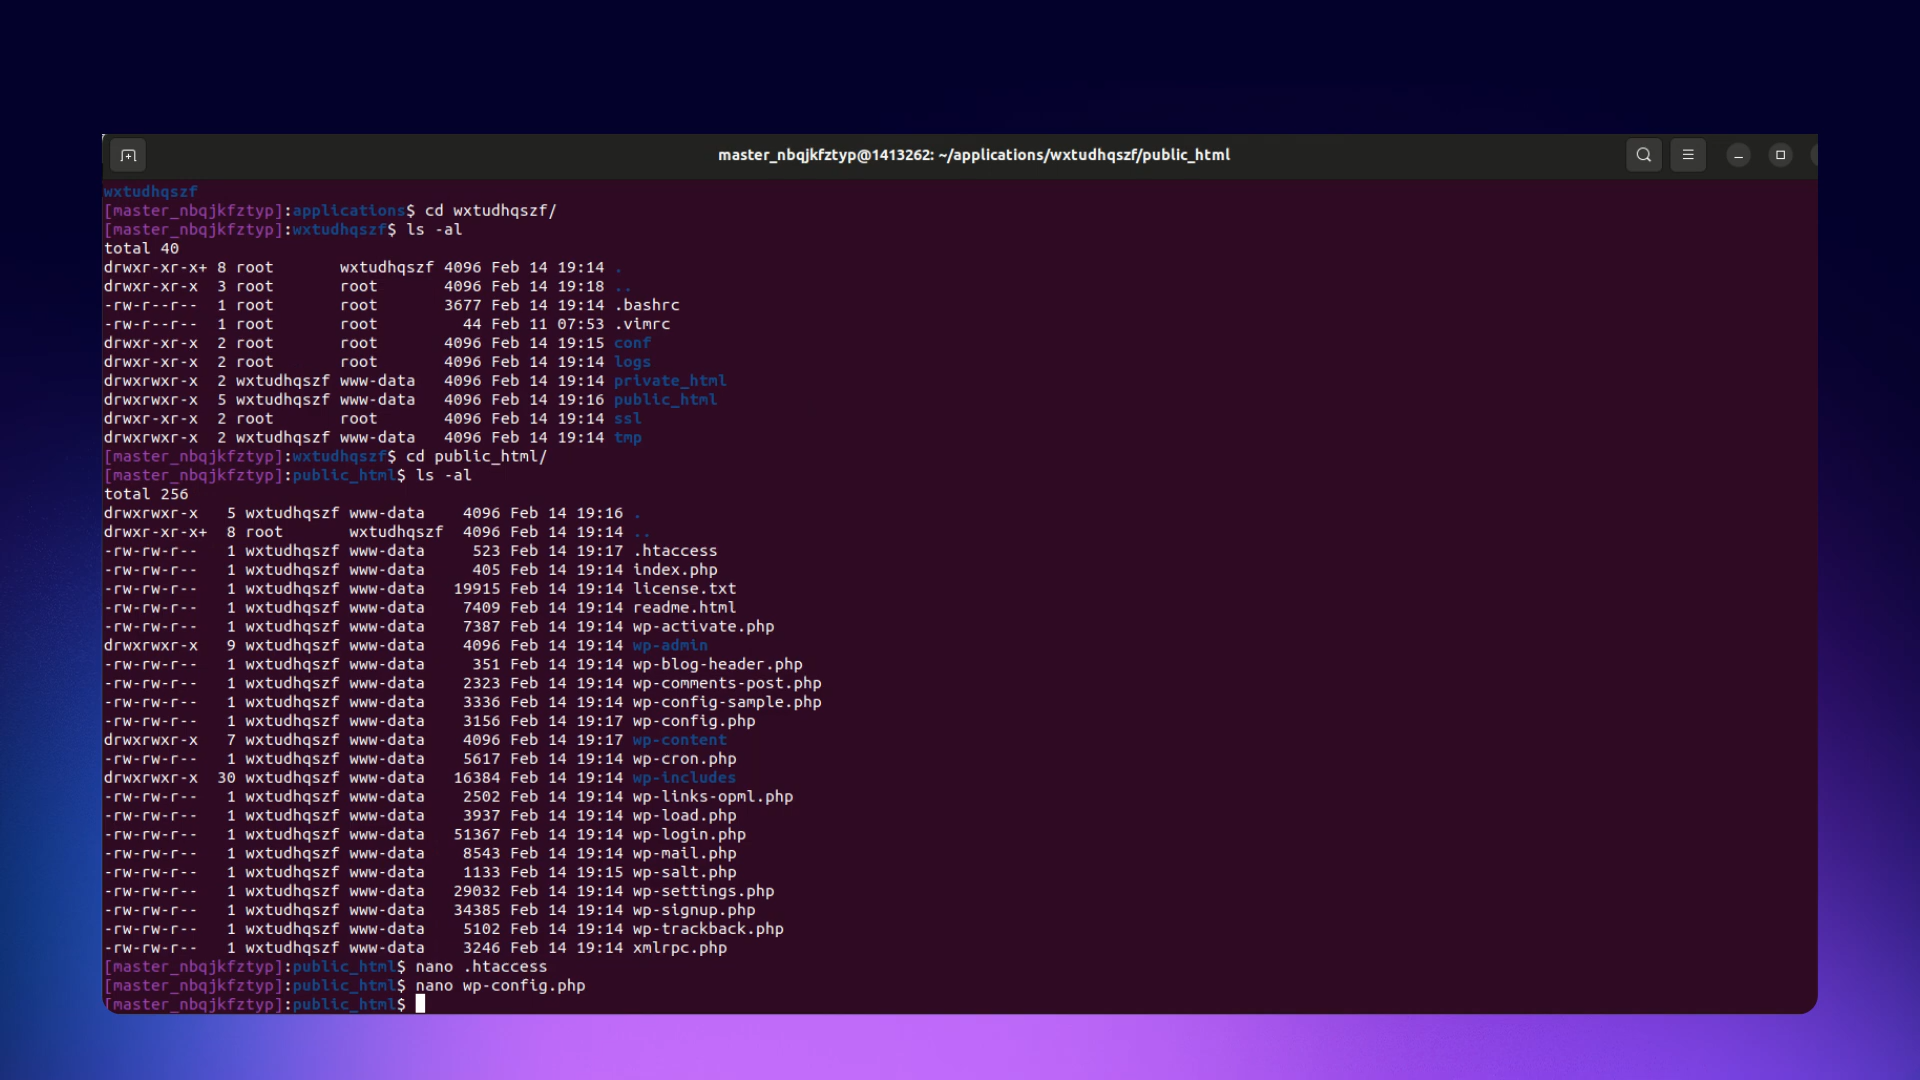 master_nbqjkfztyp@1413262: ~/applications/wxtudhqszf/public_html
wxtudhqszf
[master_nbqjkfztyp]:applications$ cd wxtudhqszf/
[master_nbqjkfztyp]:wxtudhqszf$ ls -al
total 40
drwxr-xr-x+ 8 root       wxtudhqszf 4096 Feb 14 19:14 .
drwxr-xr-x  3 root       root       4096 Feb 14 19:18 ..
-rw-r--r--  1 root       root       3677 Feb 14 19:14 .bashrc
-rw-r--r--  1 root       root         44 Feb 11 07:53 .vimrc
drwxr-xr-x  2 root       root       4096 Feb 14 19:15 conf
drwxr-xr-x  2 root       root       4096 Feb 14 19:14 logs
drwxrwxr-x  2 wxtudhqszf www-data   4096 Feb 14 19:14 private_html
drwxrwxr-x  5 wxtudhqszf www-data   4096 Feb 14 19:16 public_html
drwxr-xr-x  2 root       root       4096 Feb 14 19:14 ssl
drwxrwxr-x  2 wxtudhqszf www-data   4096 Feb 14 19:14 tmp
[master_nbqjkfztyp]:wxtudhqszf$ cd public_html/
[master_nbqjkfztyp]:public_html$ ls -al
total 256
drwxrwxr-x   5 wxtudhqszf www-data    4096 Feb 14 19:16 .
drwxr-xr-x+  8 root       wxtudhqszf  4096 Feb 14 19:14 ..
-rw-rw-r--   1 wxtudhqszf www-data     523 Feb 14 19:17 .htaccess
-rw-rw-r--   1 wxtudhqszf www-data     405 Feb 14 19:14 index.php
-rw-rw-r--   1 wxtudhqszf www-data   19915 Feb 14 19:14 license.txt
-rw-rw-r--   1 wxtudhqszf www-data    7409 Feb 14 19:14 readme.html
-rw-rw-r--   1 wxtudhqszf www-data    7387 Feb 14 19:14 wp-activate.php
drwxrwxr-x   9 wxtudhqszf www-data    4096 Feb 14 19:14 wp-admin
-rw-rw-r--   1 wxtudhqszf www-data     351 Feb 14 19:14 wp-blog-header.php
-rw-rw-r--   1 wxtudhqszf www-data    2323 Feb 14 19:14 wp-comments-post.php
-rw-rw-r--   1 wxtudhqszf www-data    3336 Feb 14 19:14 wp-config-sample.php
-rw-rw-r--   1 wxtudhqszf www-data    3156 Feb 14 19:17 wp-config.php
drwxrwxr-x   7 wxtudhqszf www-data    4096 Feb 14 19:17 wp-content
-rw-rw-r--   1 wxtudhqszf www-data    5617 Feb 14 19:14 wp-cron.php
drwxrwxr-x  30 wxtudhqszf www-data   16384 Feb 14 19:14 wp-includes
-rw-rw-r--   1 wxtudhqszf www-data    2502 Feb 14 19:14 wp-links-opml.php
-rw-rw-r--   1 wxtudhqszf www-data    3937 Feb 14 19:14 wp-load.php
-rw-rw-r--   1 wxtudhqszf www-data   51367 Feb 14 19:14 wp-login.php
-rw-rw-r--   1 wxtudhqszf www-data    8543 Feb 14 19:14 wp-mail.php
-rw-rw-r--   1 wxtudhqszf www-data    1133 Feb 14 19:15 wp-salt.php
-rw-rw-r--   1 wxtudhqszf www-data   29032 Feb 14 19:14 wp-settings.php
-rw-rw-r--   1 wxtudhqszf www-data   34385 Feb 14 19:14 wp-signup.php
-rw-rw-r--   1 wxtudhqszf www-data    5102 Feb 14 19:14 wp-trackback.php
-rw-rw-r--   1 wxtudhqszf www-data    3246 Feb 14 19:14 xmlrpc.php
[master_nbqjkfztyp]:public_html$ nano .htaccess
[master_nbqjkfztyp]:public_html$ nano wp-config.php
[master_nbqjkfztyp]:public_html$